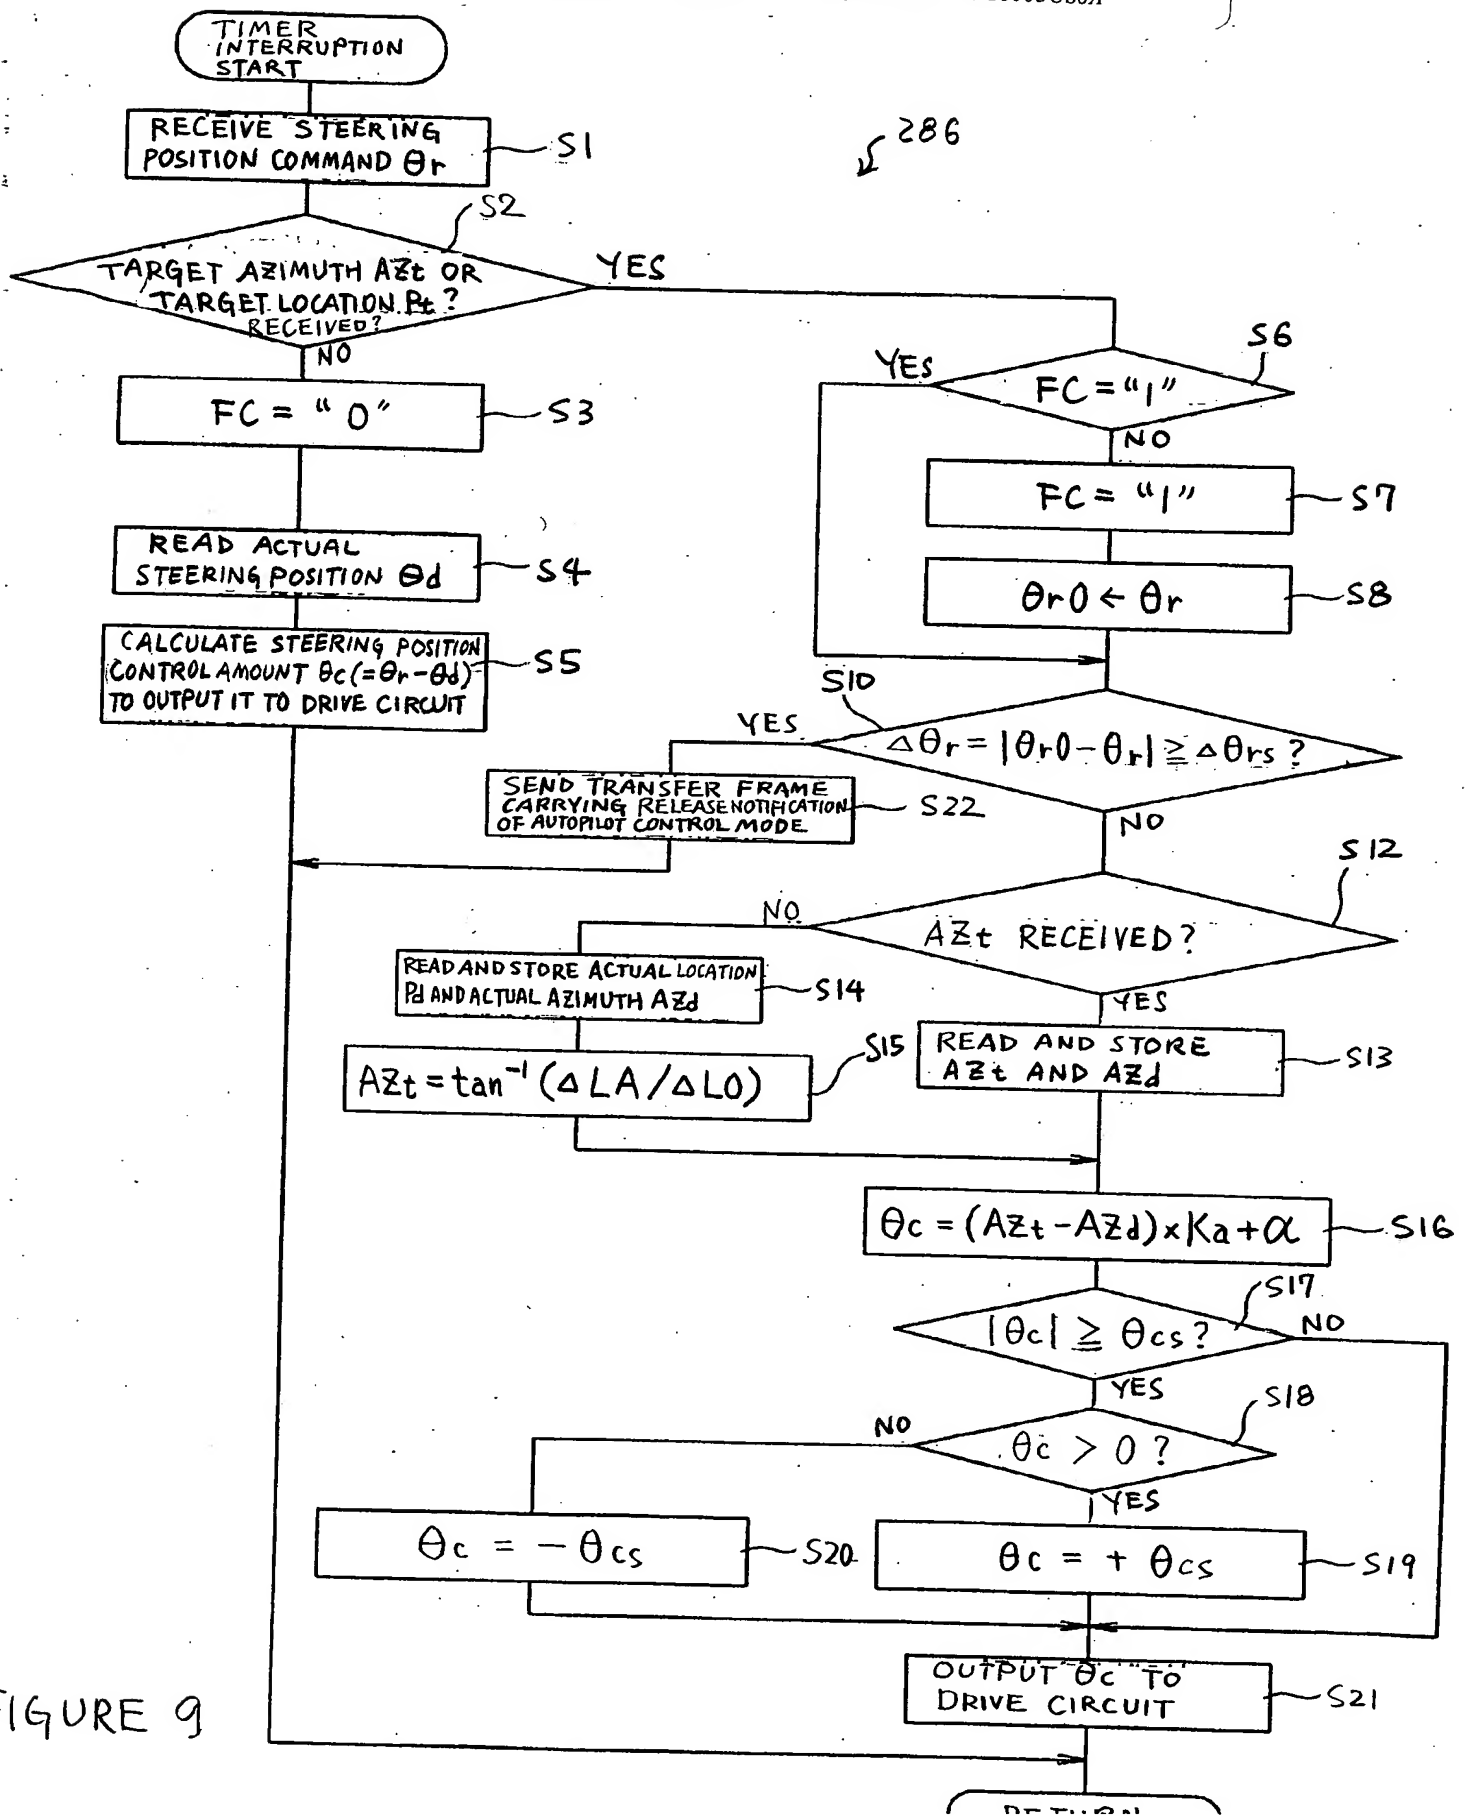 TIMER
INTERRUPTION
START
RECEIVE STEERING
POSITION COMMAND θr
S1
286
S2
TARGET AZIMUTH AZt OR
TARGET LOCATION Pt?
RECEIVED?
YES
NO
S6
FC = "1"
YES
NO
FC = "0"
S3
FC = "1"
S7
READ ACTUAL
STEERING POSITION θd
S4
θr0 ← θr
S8
CALCULATE STEERING POSITION
CONTROL AMOUNT θc (= θr - θd)
TO OUTPUT IT TO DRIVE CIRCUIT
S5
S10
YES
Δθr = |θr0 - θr| ≧ Δθrs ?
NO
SEND TRANSFER FRAME
CARRYING RELEASE NOTIFICATION
OF AUTOPILOT CONTROL MODE
S22
S12
NO
AZt RECEIVED?
YES
READ AND STORE ACTUAL LOCATION
Pd AND ACTUAL AZIMUTH AZd
S14
READ AND STORE
AZt AND AZd
S13
AZt = tan⁻¹ (ΔLA / ΔLO)
S15
θc = (AZt - AZd) x Ka + α
S16
S17
|θc| ≧ θcs ?
NO
YES
S18
θc > 0 ?
NO
YES
θc = - θcs
S20
θc = + θcs
S19
OUTPUT θc TO
DRIVE CIRCUIT
S21
FIGURE 9